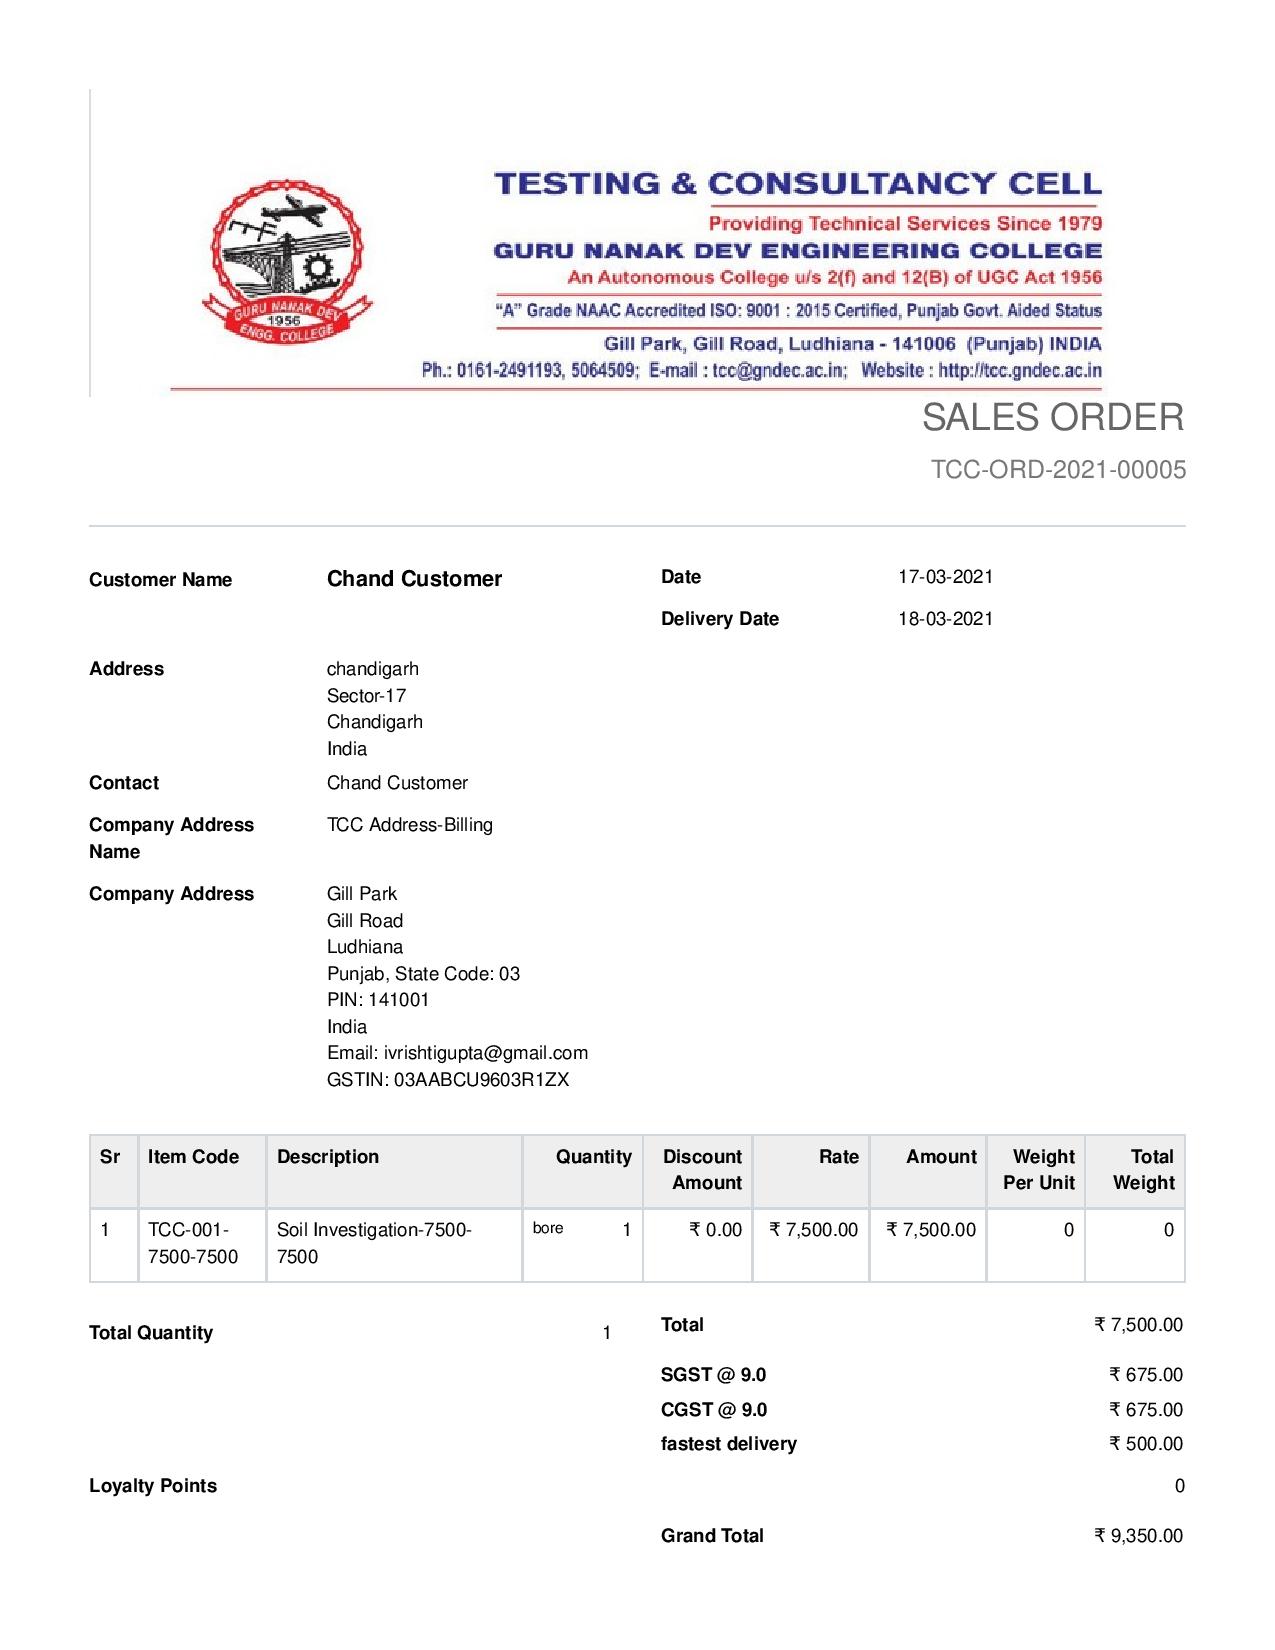 TESTING & CONSULTANCY CELL
Providing Technical Services Since 1979
GURU NANAK DEV ENGINEERING COLLEGE
An Autonomous College u/s 2(f) and 12(B) of UGC Act 1956
“A” Grade NAAC Accredited ISO: 9001 : 2015 Certified, Punjab Govt. Aided Status
Gill Park, Gill Road, Ludhiana - 141006 (Punjab) INDIA
Ph.: 0161-2491193, 5064509; E-mail : tcc@gndec.ac.in; Website : http://tcc.gndec.ac.in
GURU NANAK DEV
1956
ENGG. COLLEGE
SALES ORDER
TCC-ORD-2021-00005
Customer Name Chand Customer Date 17-03-2021
Delivery Date 18-03-2021
Address chandigarh
Sector-17
Chandigarh
India
Contact Chand Customer
Company Address TCC Address-Billing
Name
Company Address Gill Park
Gill Road
Ludhiana
Punjab, State Code: 03
PIN: 141001
India
Email: ivrishtigupta@gmail.com
GSTIN: 03AABCU9603R1ZX
Sr Item Code Description Quantity Discount Rate Amount Weight Total
Amount Per Unit Weight
1 TCC-001- Soil Investigation-7500- bore 1 ₹ 0.00 ₹ 7,500.00 ₹ 7,500.00 0 0
7500-7500 7500
Total Quantity 1 Total ₹ 7,500.00
SGST @ 9.0 ₹ 675.00
CGST @ 9.0 ₹ 675.00
fastest delivery ₹ 500.00
Loyalty Points 0
Grand Total ₹ 9,350.00